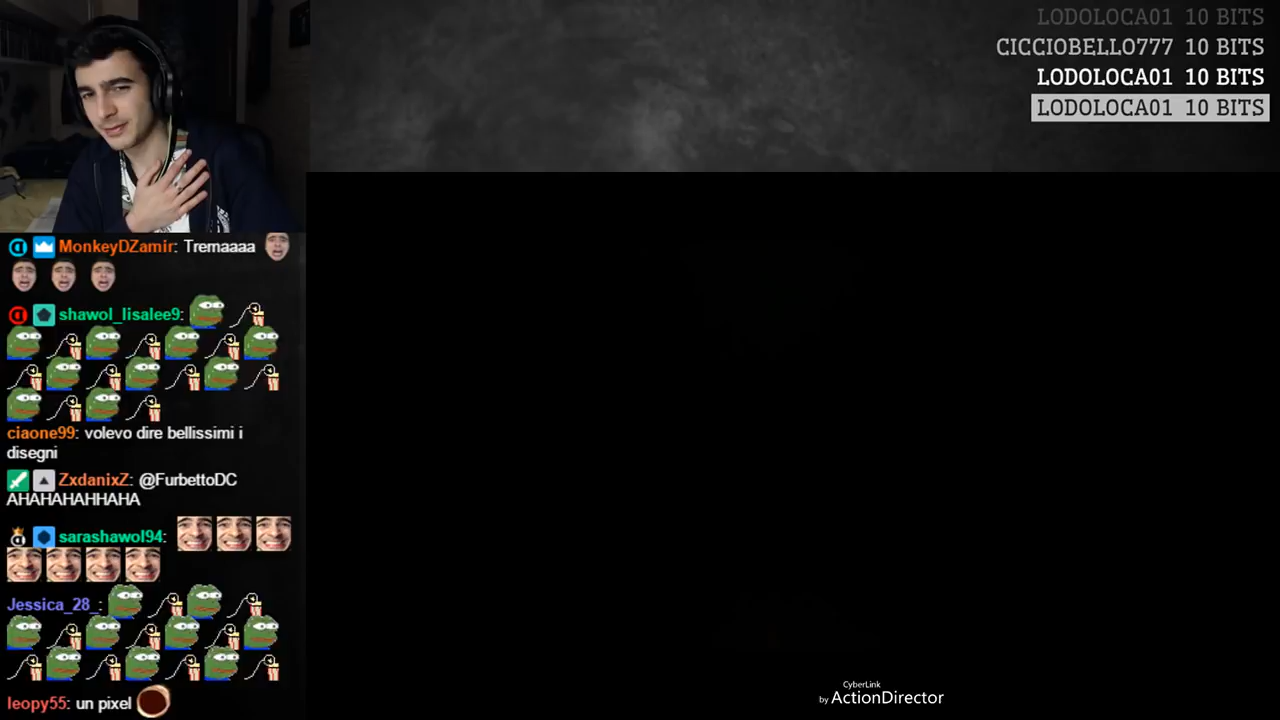 LODOLOCA01 10 BITS
CICCIOBELLO777 10 BITS
LODOLOCA01 10 BITS
LODOLOCA01 10 BITS
MonkeyDZamir: Tremaaaa
shawol_lisalee9:
ciaone99: volevo dire bellissimi i
disegni
ZxdanixZ: @FurbettoDC
AHAHAHAHHAHA
sarashawol94:
Jessica_28_:
leopy55: un pixel
CyberLink
by ActionDirector